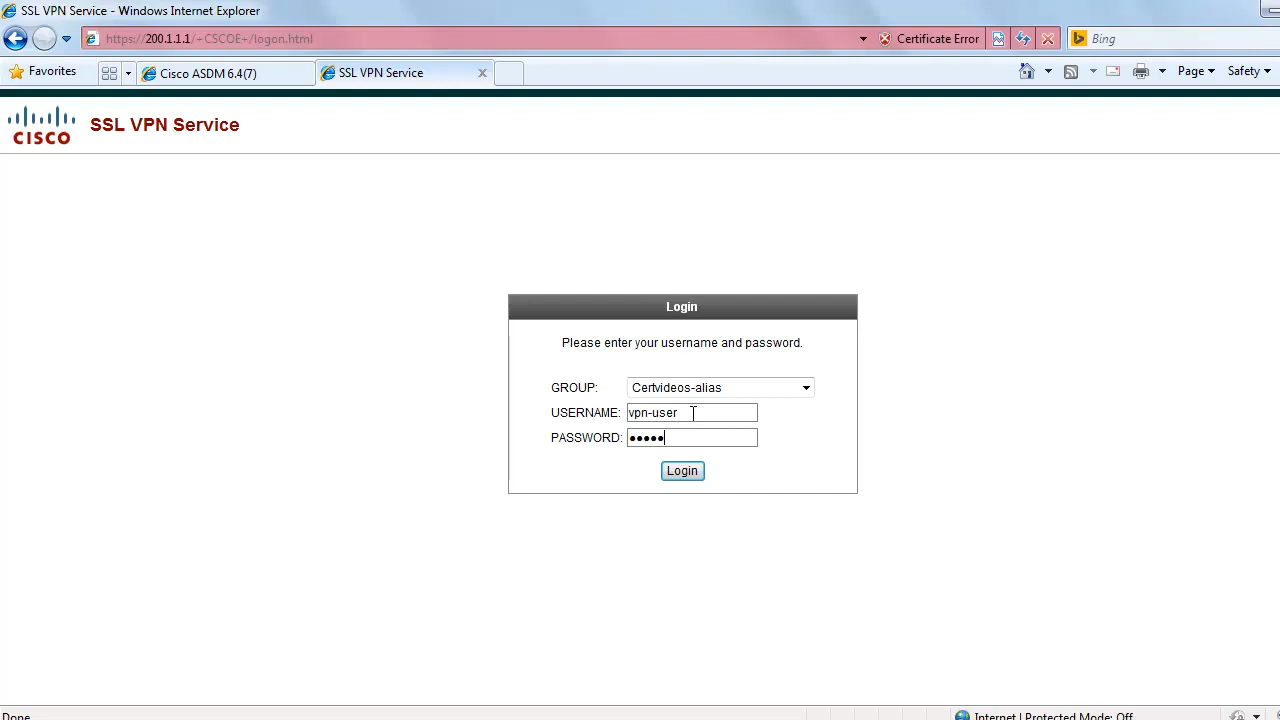 SSL VPN Service - Windows Internet Explorer
https://200.1.1.1/+CSCOE+/logon.html
Certificate Error
Bing
Favorites
Cisco ASDM 6.4(7)
SSL VPN Service
Page
Safety
CISCO
SSL VPN Service
Login
Please enter your username and password.
GROUP: Certvideos-alias
USERNAME: vpn-user
PASSWORD: ●●●●●
Login
Done
Internet | Protected Mode: Off